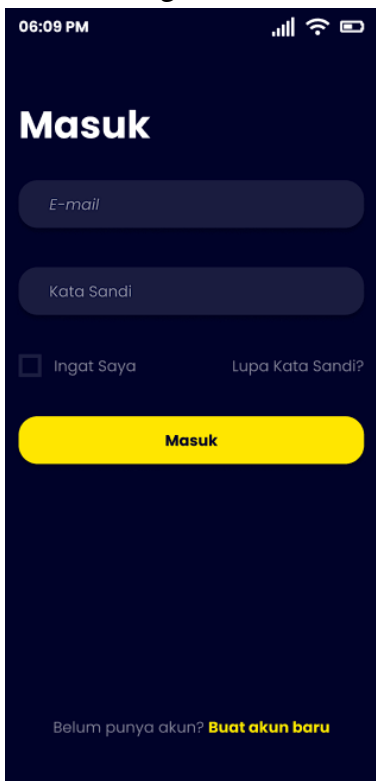 06:09 PM
Masuk
E-mail
Kata Sandi
Ingat Saya Lupa Kata Sandi?
Masuk
Belum punya akun? Buat akun baru